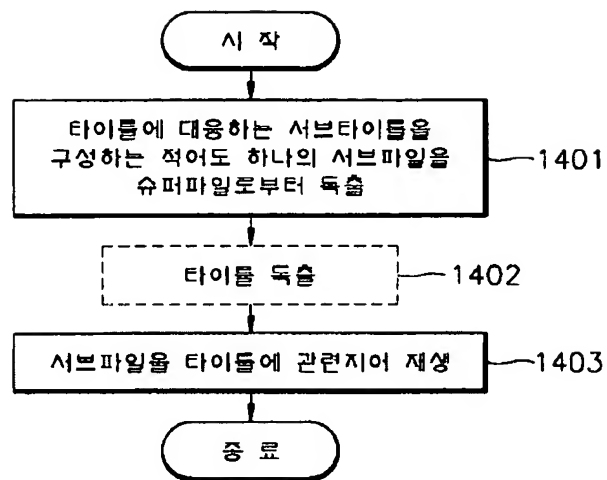 시 작
타이틀에 대응하는 서브타이틀을
구성하는 적어도 하나의 서브파일을
슈퍼파일로부터 독출
1401
타이틀 독출
1402
서브파일을 타이틀에 관련지어 재생
1403
종 료